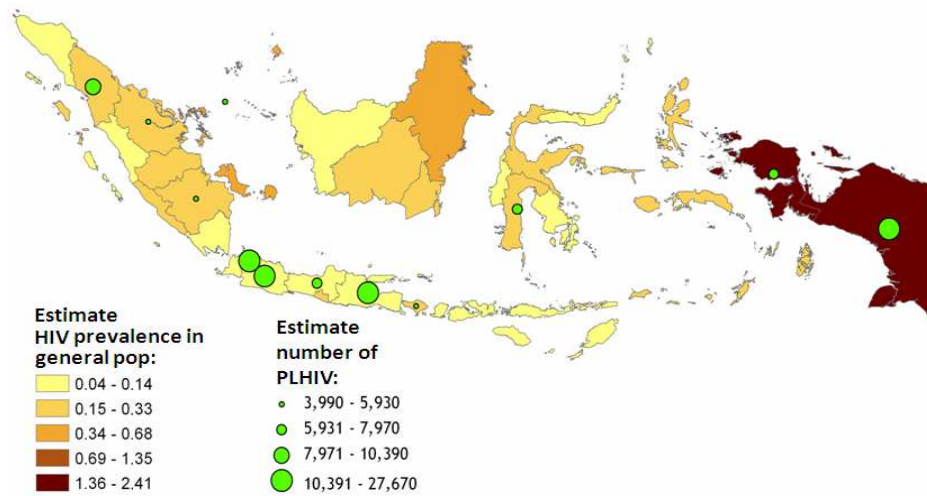 Estimate
HIV prevalence in
general pop:
0.04 - 0.14
0.15 - 0.33
0.34 - 0.68
0.69 - 1.35
1.36 - 2.41
Estimate
number of
PLHIV:
3,990 - 5,930
5,931 - 7,970
7,971 - 10,390
10,391 - 27,670